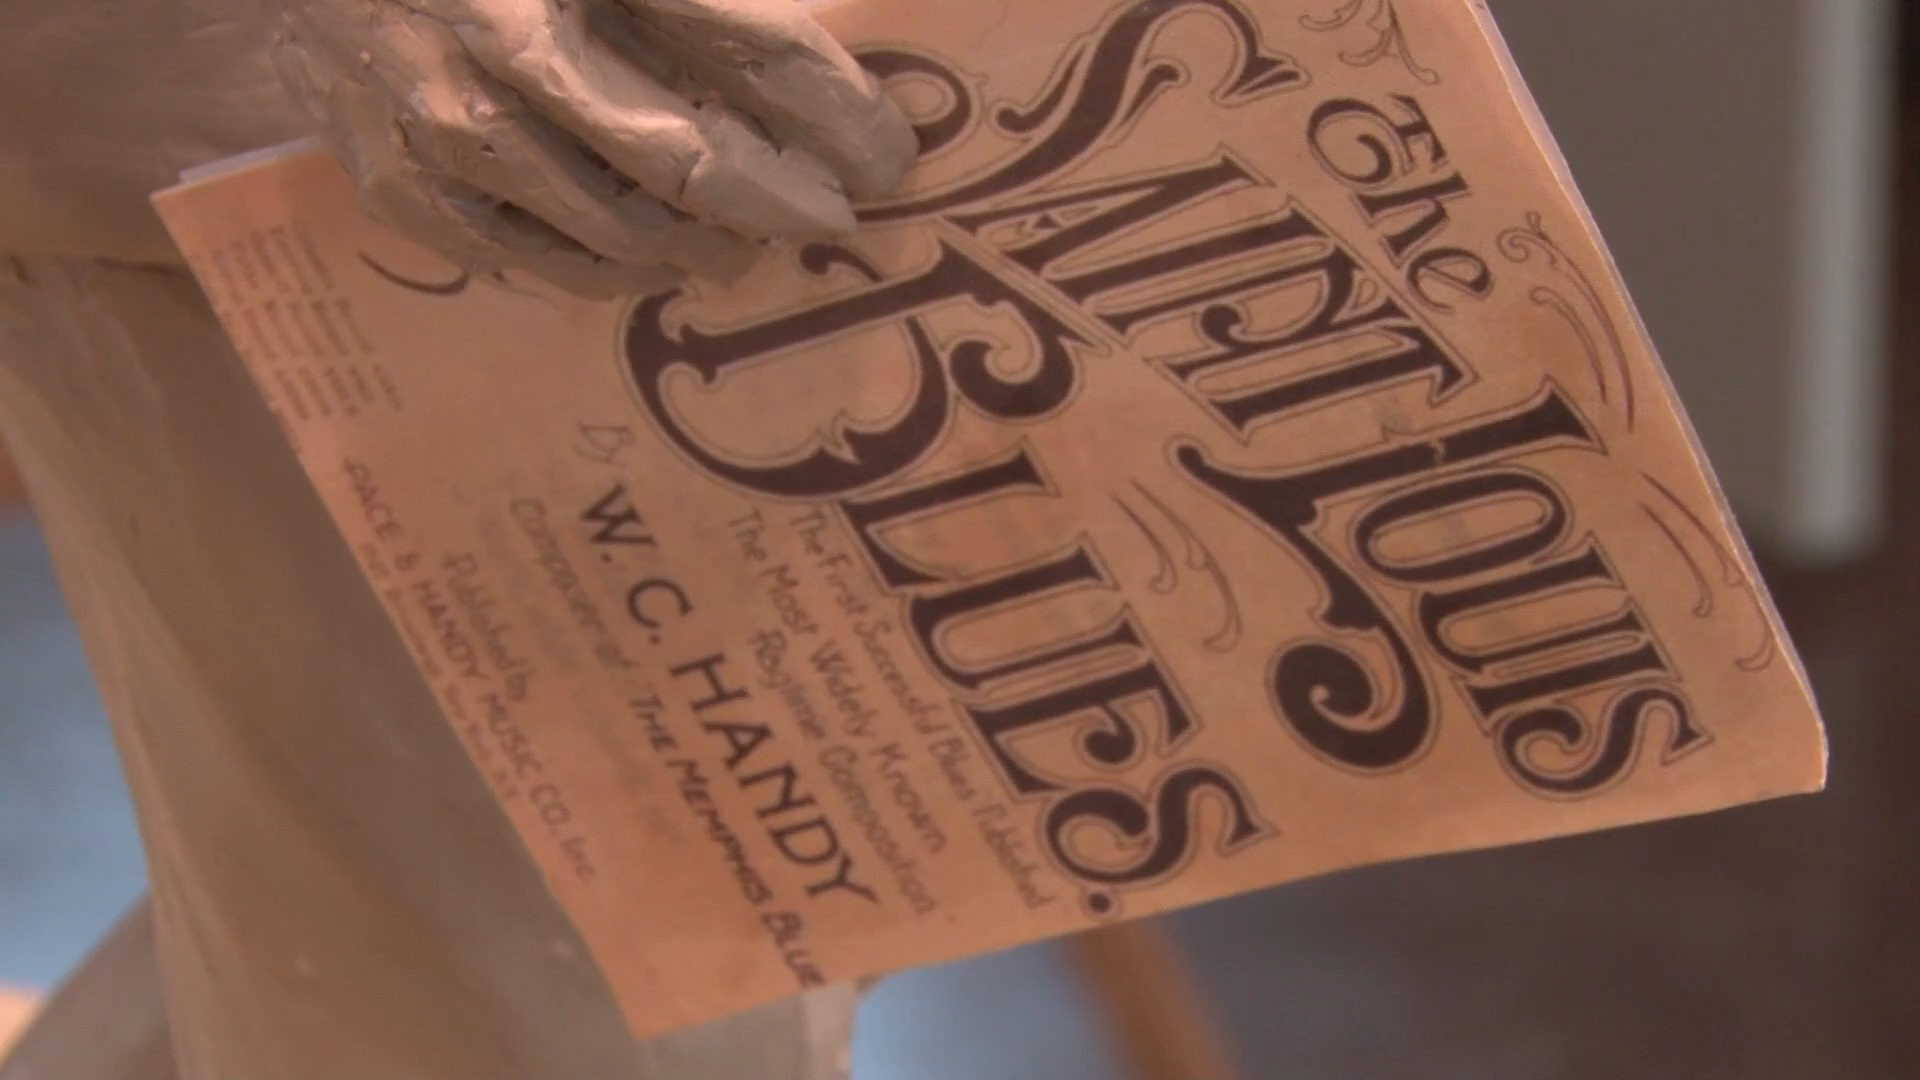 The
SAINT LOUIS
BLUES.
The First Successful Blues Published
The Most Widely Known
Ragtime Composition
By
W. C. HANDY
Composer of THE MEMPHIS BLUE
Published by
PACE & HANDY MUSIC CO., Inc